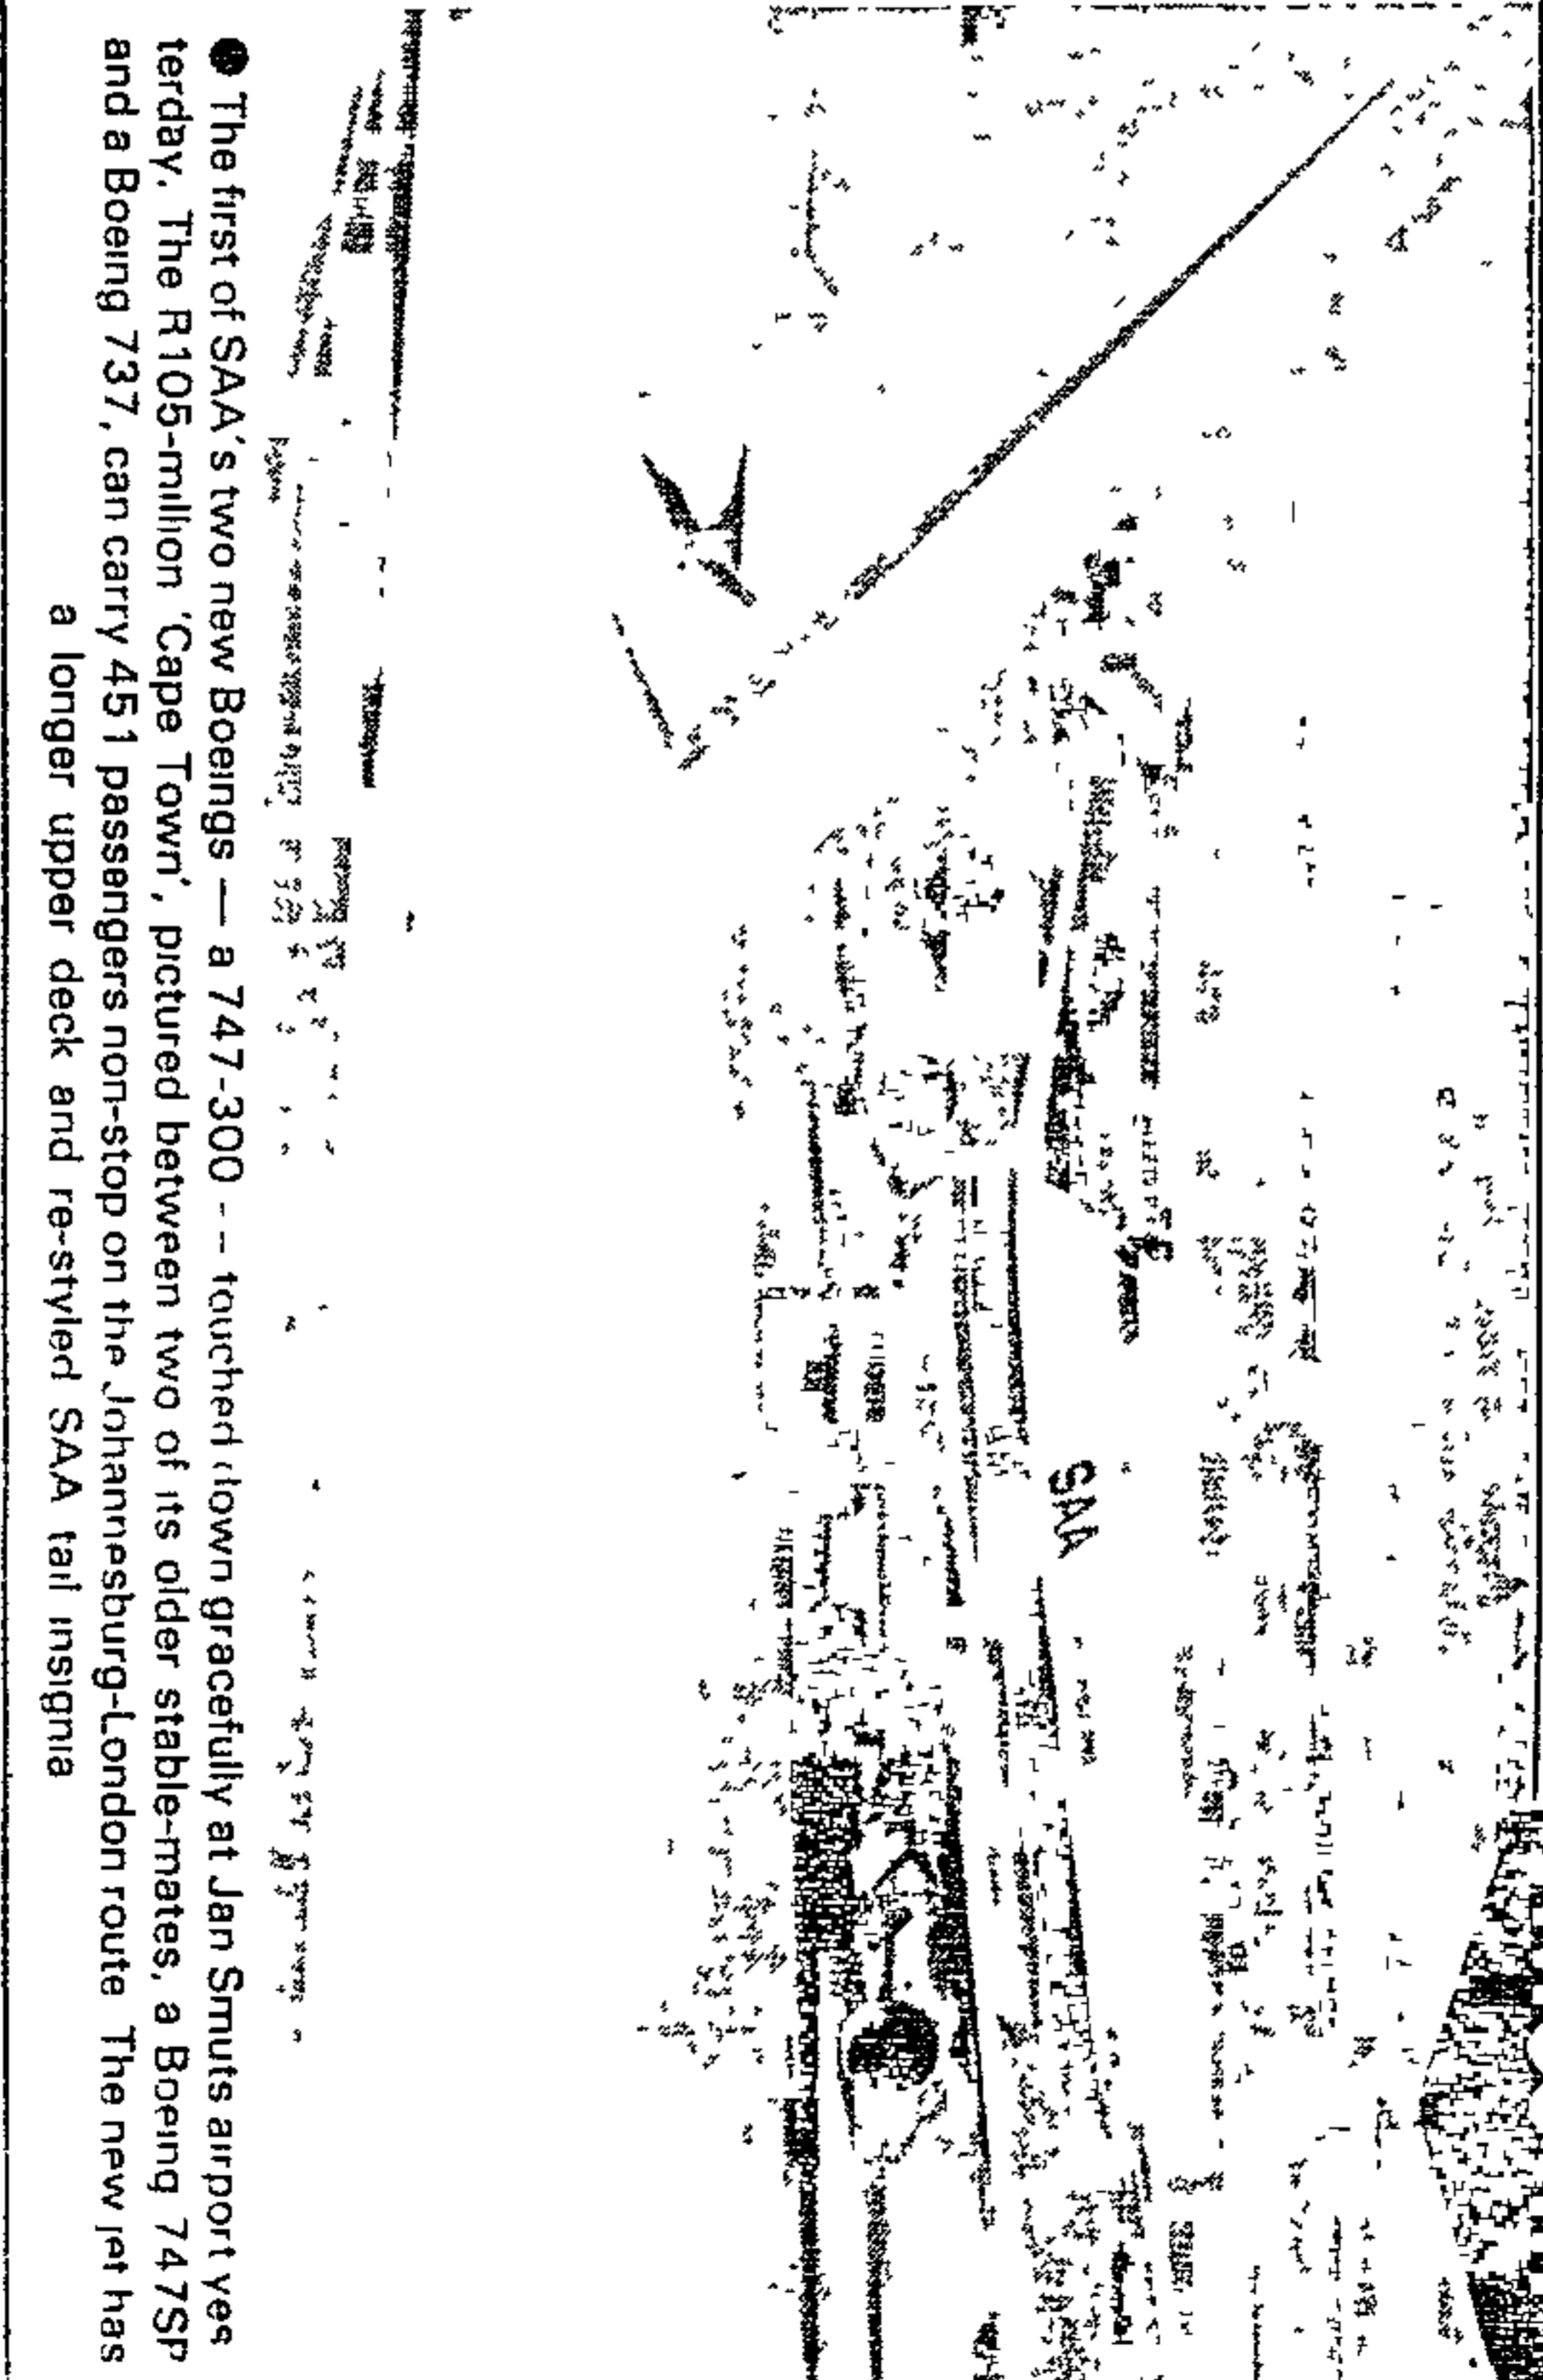 SAA
● The first of SAA's two new Boeings — a 747-300 -- touched down gracefully at Jan Smuts airport yes
terday. The R105-million 'Cape Town', pictured between two of its older stable-mates, a Boeing 747SP
and a Boeing 737, can carry 451 passengers non-stop on the Johannesburg-London route The new jet has
a longer upper deck and re-styled SAA tail insignia